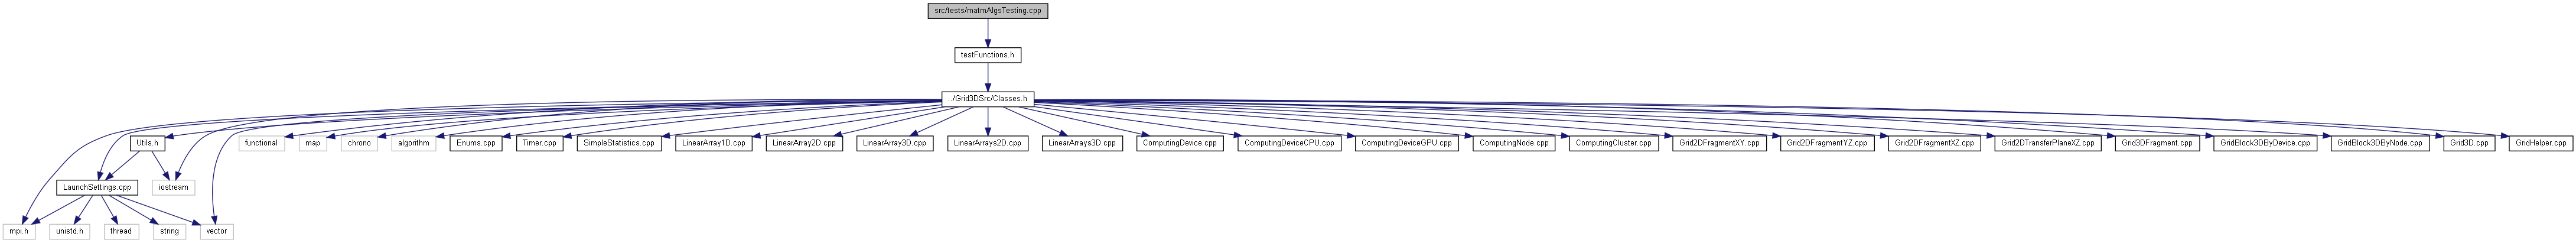 src/tests/matmAlgsTesting.cpp
testFunctions.h
../Grid3DSrc/Classes.h
Utils.h
functional
map
chrono
algorithm
Enums.cpp
Timer.cpp
SimpleStatistics.cpp
LinearArray1D.cpp
LinearArray2D.cpp
LinearArray3D.cpp
LinearArrays2D.cpp
LinearArrays3D.cpp
ComputingDevice.cpp
ComputingDeviceCPU.cpp
ComputingDeviceGPU.cpp
ComputingNode.cpp
ComputingCluster.cpp
Grid2DFragmentXY.cpp
Grid2DFragmentYZ.cpp
Grid2DFragmentXZ.cpp
Grid2DTransferPlaneXZ.cpp
Grid3DFragment.cpp
GridBlock3DByDevice.cpp
GridBlock3DByNode.cpp
Grid3D.cpp
GridHelper.cpp
LaunchSettings.cpp
iostream
mpi.h
unistd.h
thread
string
vector